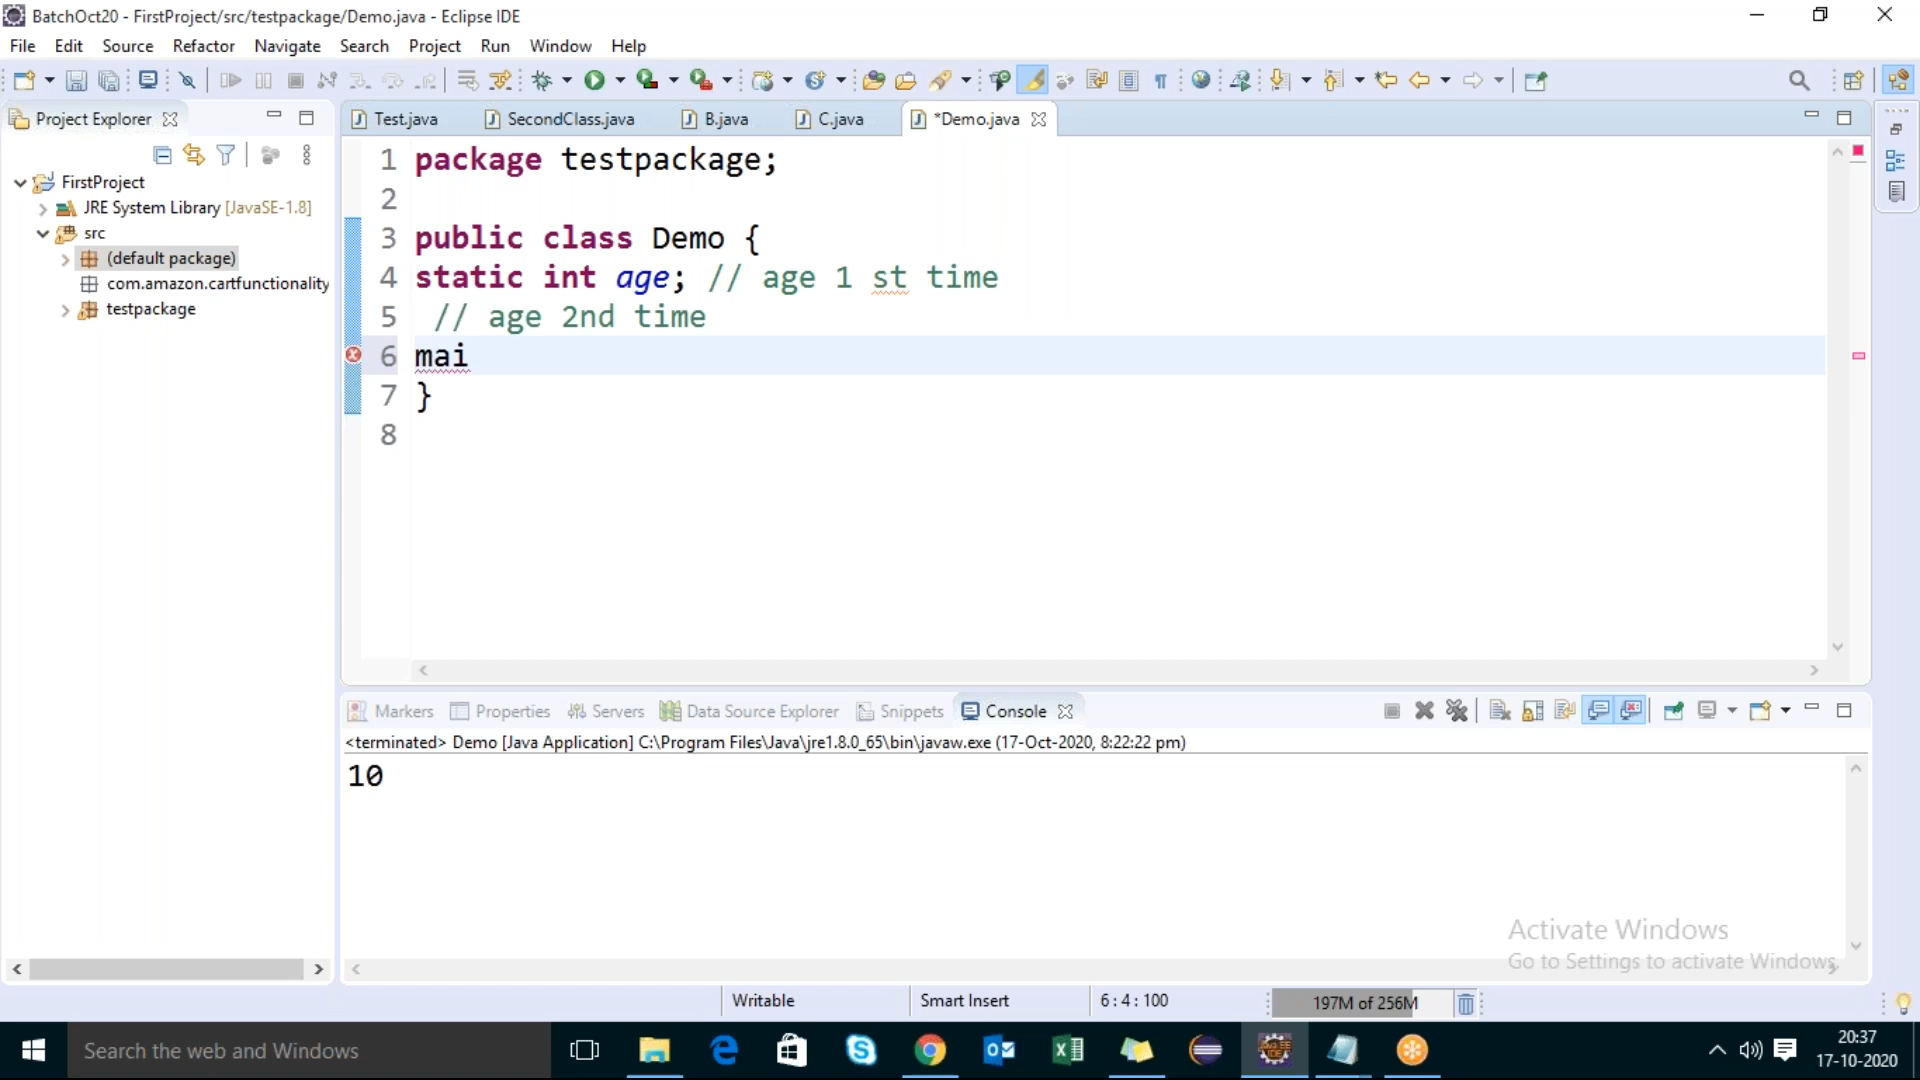 BatchOct20 - FirstProject/src/testpackage/Demo.java - Eclipse IDE
File Edit Source Refactor Navigate Search Project Run Window Help
Project Explorer
FirstProject
JRE System Library [JavaSE-1.8]
src
(default package)
com.amazon.cartfunctionality
testpackage
Test.java SecondClass.java B.java C.java *Demo.java
1 package testpackage;
2
3 public class Demo {
4 static int age; // age 1 st time
5 // age 2nd time
6 mai
7 }
8
Markers Properties Servers Data Source Explorer Snippets Console
<terminated> Demo [Java Application] C:\Program Files\Java\jre1.8.0_65\bin\javaw.exe (17-Oct-2020, 8:22:22 pm)
10
Activate Windows
Go to Settings to activate Windows.
Writable Smart Insert 6 : 4 : 100 197M of 256M
Search the web and Windows
20:37
17-10-2020